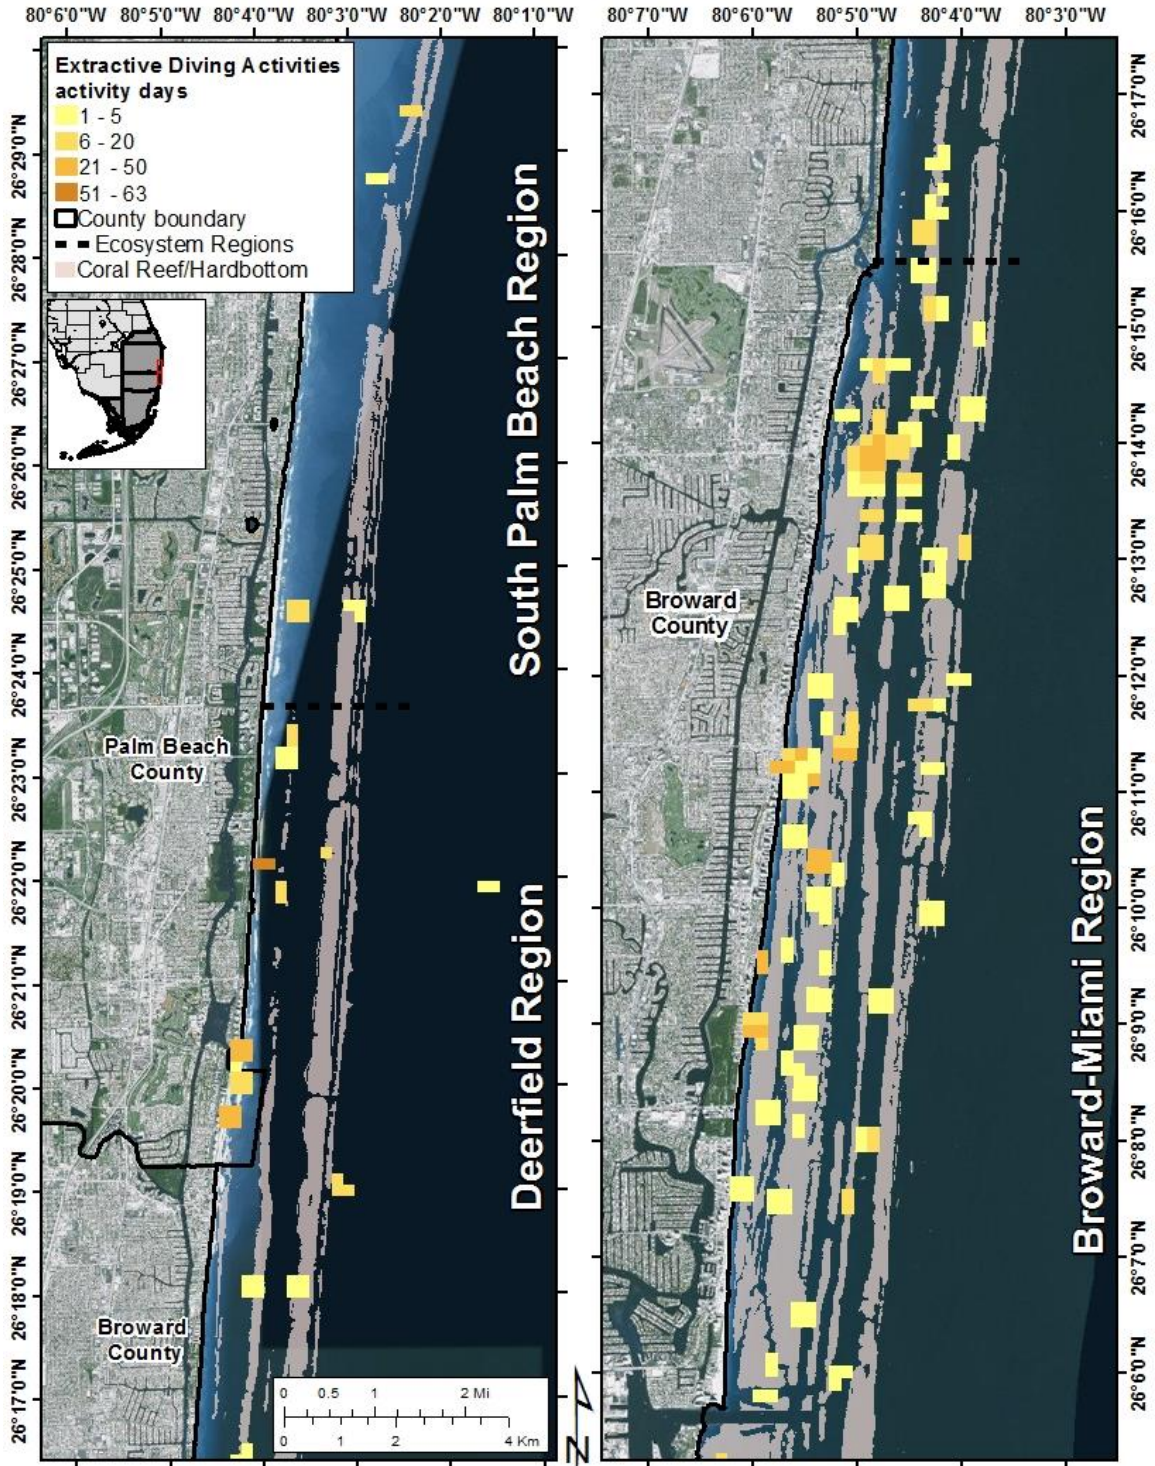 80°6'0"W 80°5'0"W 80°4'0"W 80°3'0"W 80°2'0"W 80°1'0"W
80°7'0"W 80°6'0"W 80°5'0"W 80°4'0"W 80°3'0"W
Extractive Diving Activities
activity days
1 - 5
6 - 20
21 - 50
51 - 63
County boundary
Ecosystem Regions
Coral Reef/Hardbottom
26°29'0"N
26°28'0"N
26°27'0"N
26°26'0"N
26°25'0"N
26°24'0"N
26°23'0"N
26°22'0"N
26°21'0"N
26°20'0"N
26°19'0"N
26°18'0"N
26°17'0"N
South Palm Beach Region
Deerfield Region
Palm Beach
County
Broward
County
0 0.5 1 2 Mi
0 1 2 4 Km
N
Broward
County
Broward-Miami Region
26°17'0"N
26°16'0"N
26°15'0"N
26°14'0"N
26°13'0"N
26°12'0"N
26°11'0"N
26°10'0"N
26°9'0"N
26°8'0"N
26°7'0"N
26°6'0"N